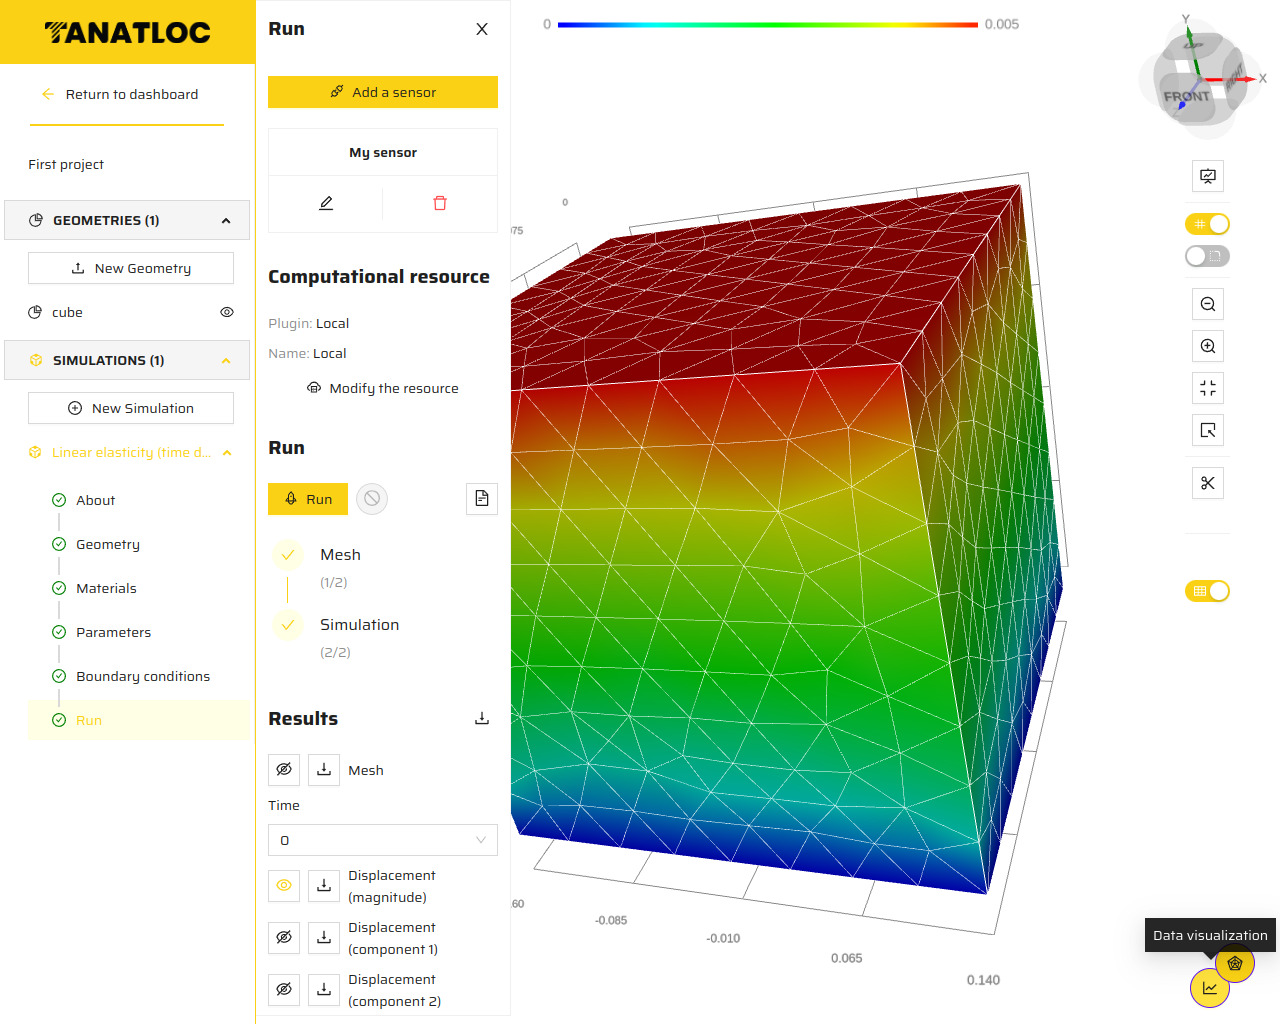 TANATLOC
Return to dashboard
First project
GEOMETRIES (1)
New Geometry
cube
SIMULATIONS (1)
New Simulation
Linear elasticity (time d...
About
Geometry
Materials
Parameters
Boundary conditions
Run
Run
Add a sensor
My sensor
Computational resource
Plugin: Local
Name: Local
Modify the resource
Run
Run
Mesh
(1/2)
Simulation
(2/2)
Results
Mesh
Time
0
Displacement
(magnitude)
Displacement
(component 1)
Displacement
(component 2)
0
0.005
0
75
.60
-0.085
-0.010
0.065
0.140
Y
UP
RIGHT
X
FRONT
Z
Data visualization